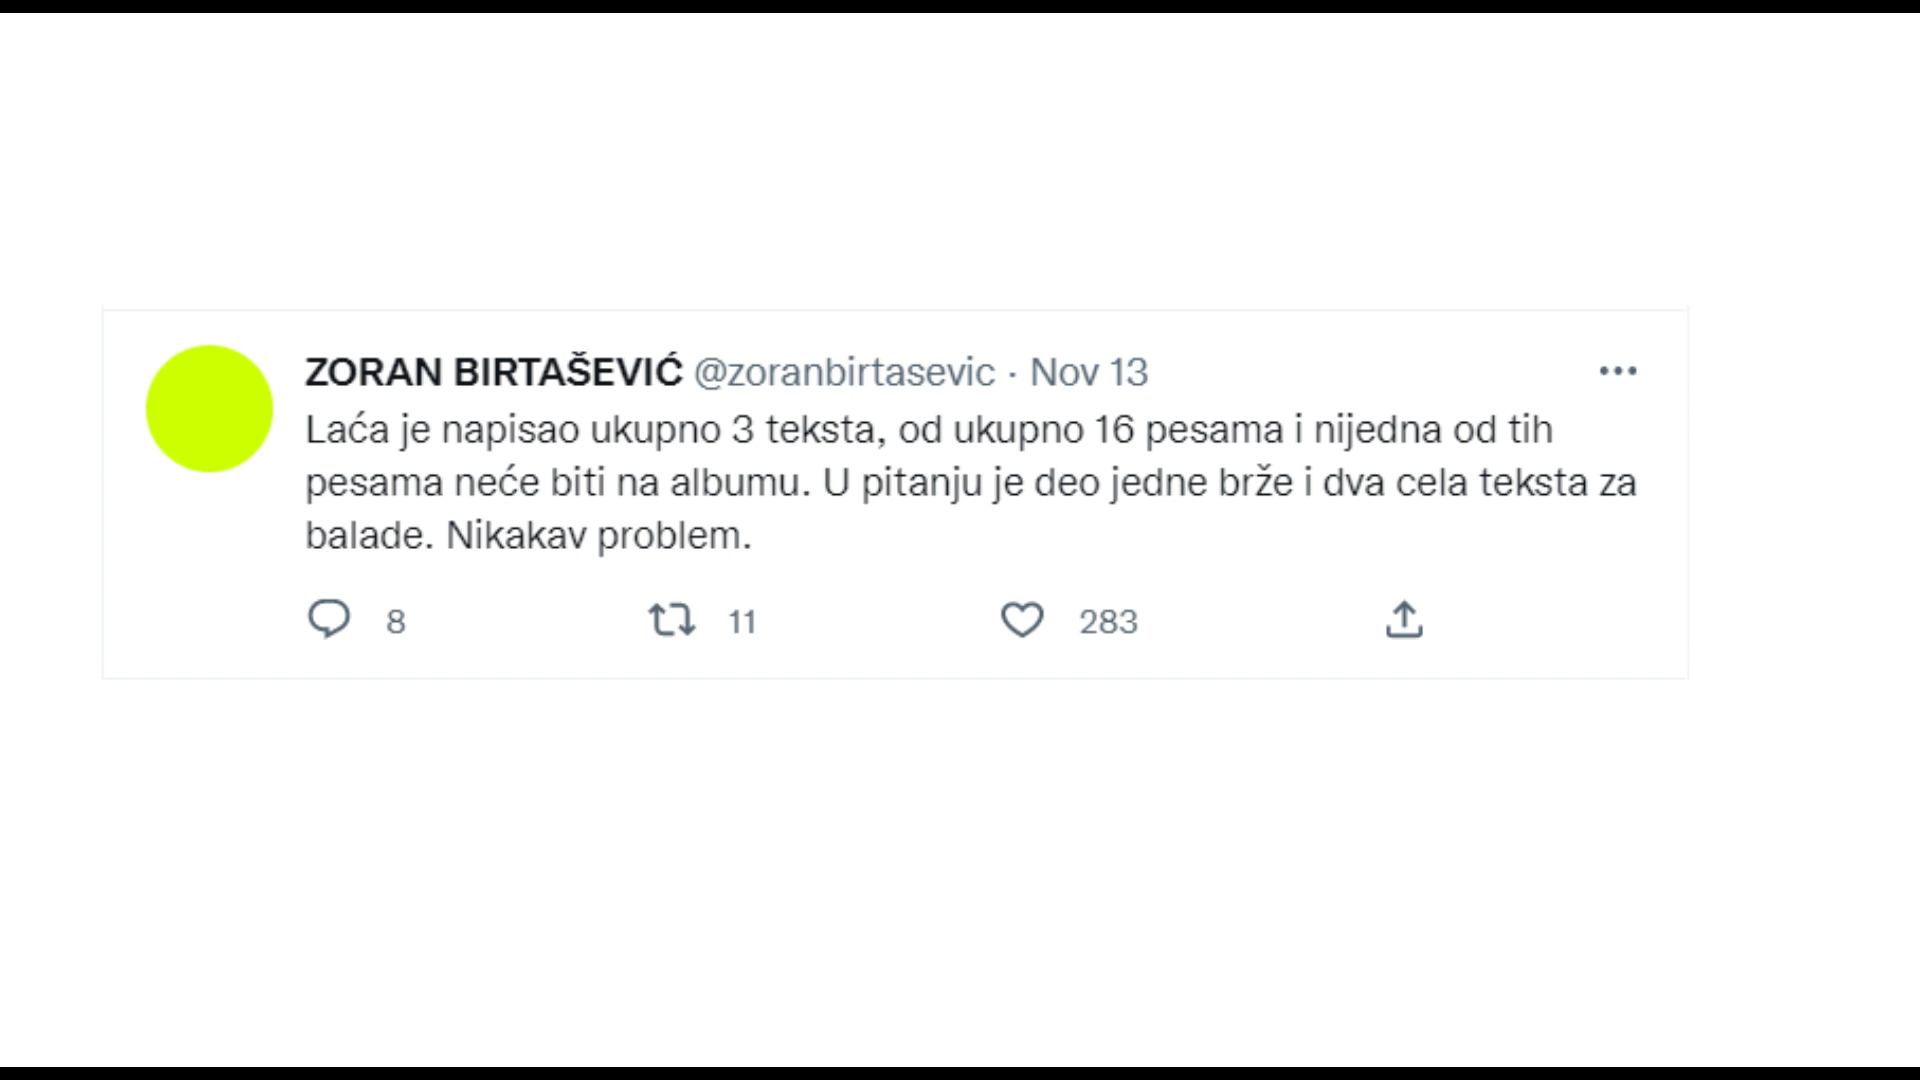 ZORAN BIRTAŠEVIĆ @zoranbirtasevic · Nov 13
Laća je napisao ukupno 3 teksta, od ukupno 16 pesama i nijedna od tih
pesama neće biti na albumu. U pitanju je deo jedne brže i dva cela teksta za
balade. Nikakav problem.
8 11 283